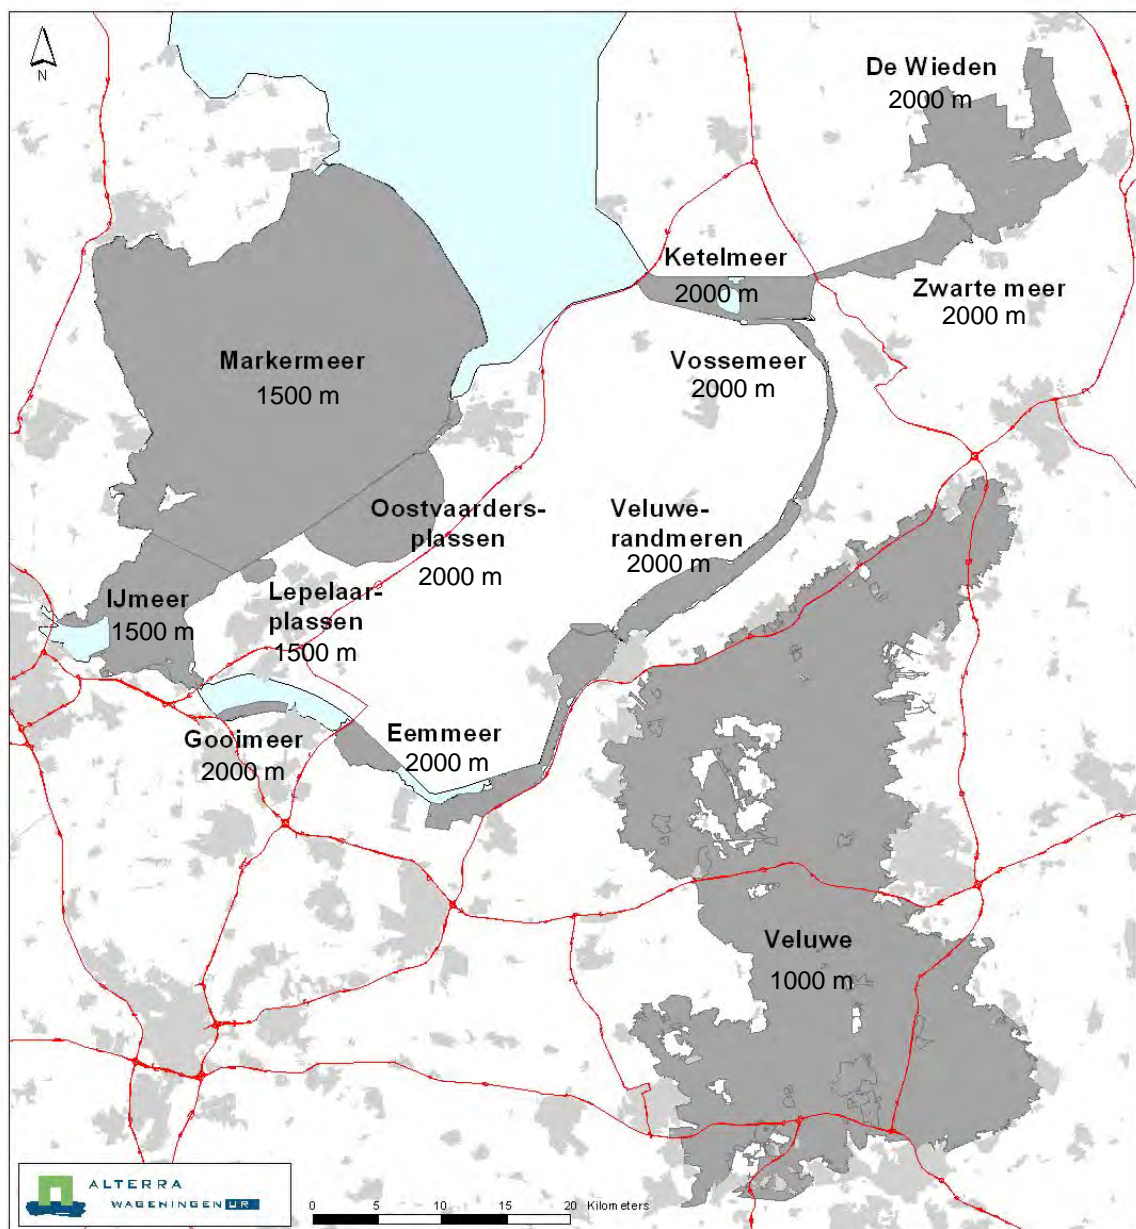 N
De Wieden
2000 m
Ketelmeer
2000 m
Zwarte meer
2000 m
Markermeer
1500 m
Vossemeer
2000 m
Oostvaarders-
plassen
2000 m
Veluwe-
randmeren
2000 m
IJmeer
1500 m
Lepelaar-
plassen
1500 m
Gooimeer
2000 m
Eemmeer
2000 m
Veluwe
1000 m
ALTERRA
WAGENINGEN UR
0 5 10 15 20 Kilometers